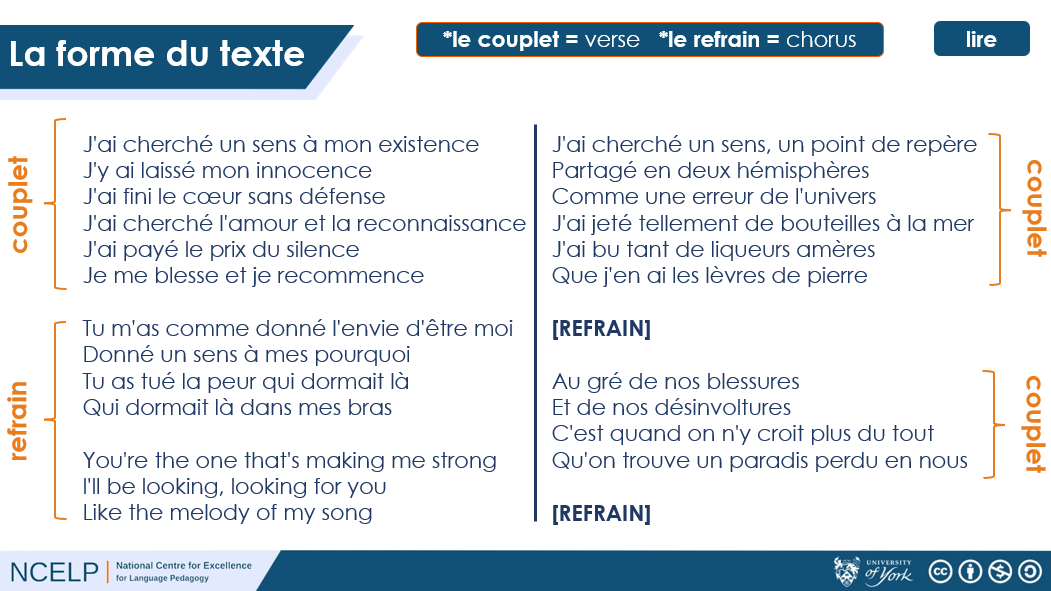 La forme du texte
*le couplet = verse *le refrain = chorus
lire
couplet
J'ai cherché un sens à mon existence
J'y ai laissé mon innocence
J'ai fini le cœur sans défense
J'ai cherché l'amour et la reconnaissance
J'ai payé le prix du silence
Je me blesse et je recommence
refrain
Tu m'as comme donné l'envie d'être moi
Donné un sens à mes pourquoi
Tu as tué la peur qui dormait là
Qui dormait là dans mes bras
You're the one that's making me strong
I'll be looking, looking for you
Like the melody of my song
J'ai cherché un sens, un point de repère
Partagé en deux hémisphères
Comme une erreur de l'univers
J'ai jeté tellement de bouteilles à la mer
J'ai bu tant de liqueurs amères
Que j'en ai les lèvres de pierre
couplet
[REFRAIN]
Au gré de nos blessures
Et de nos désinvoltures
C'est quand on n'y croit plus du tout
Qu'on trouve un paradis perdu en nous
couplet
[REFRAIN]
NCELP
National Centre for Excellence
for Language Pedagogy
UNIVERSITY
of York
cc